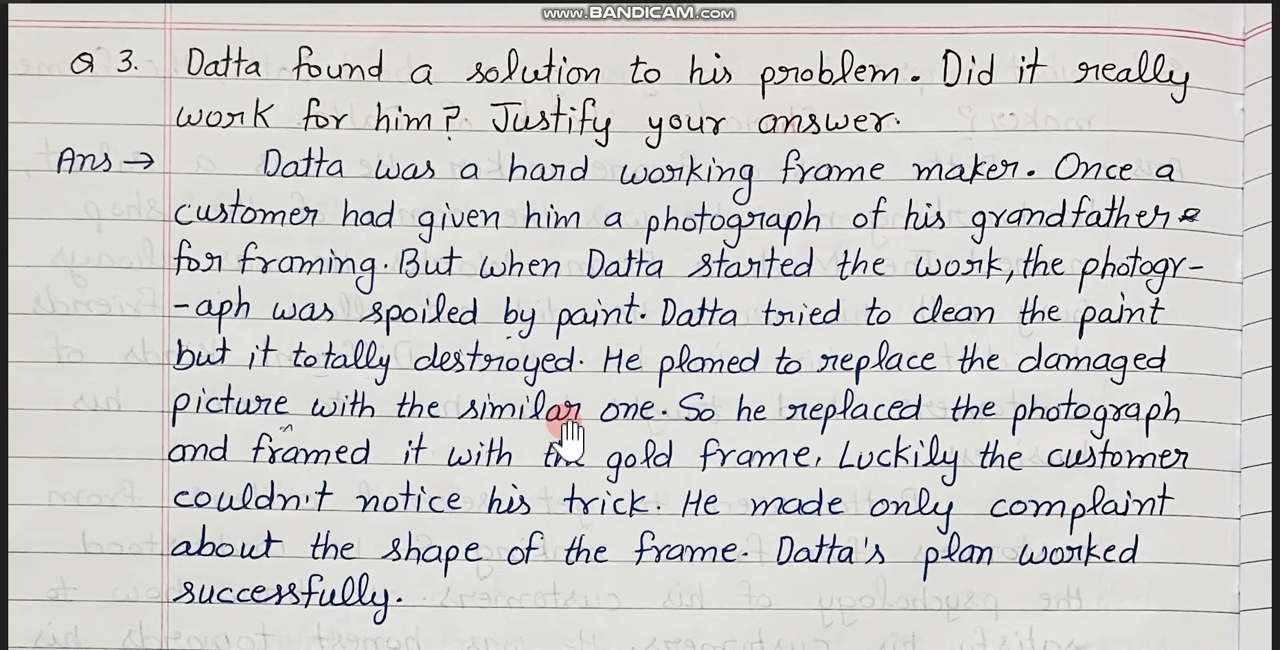 www.BANDICAM.com
Q 3. Datta found a solution to his problem. Did it really
work for him? Justify your answer.
Ans → Datta was a hard working frame maker. Once a
customer had given him a photograph of his grandfather
for framing. But when Datta started the work, the photogr-
-aph was spoiled by paint. Datta tried to clean the paint
but it totally destroyed. He planed to replace the damaged
picture with the similar one. So he replaced the photograph
and framed it with the gold frame. Luckily the customer
couldn't notice his trick. He made only complaint
about the shape of the frame. Datta's plan worked
successfully.